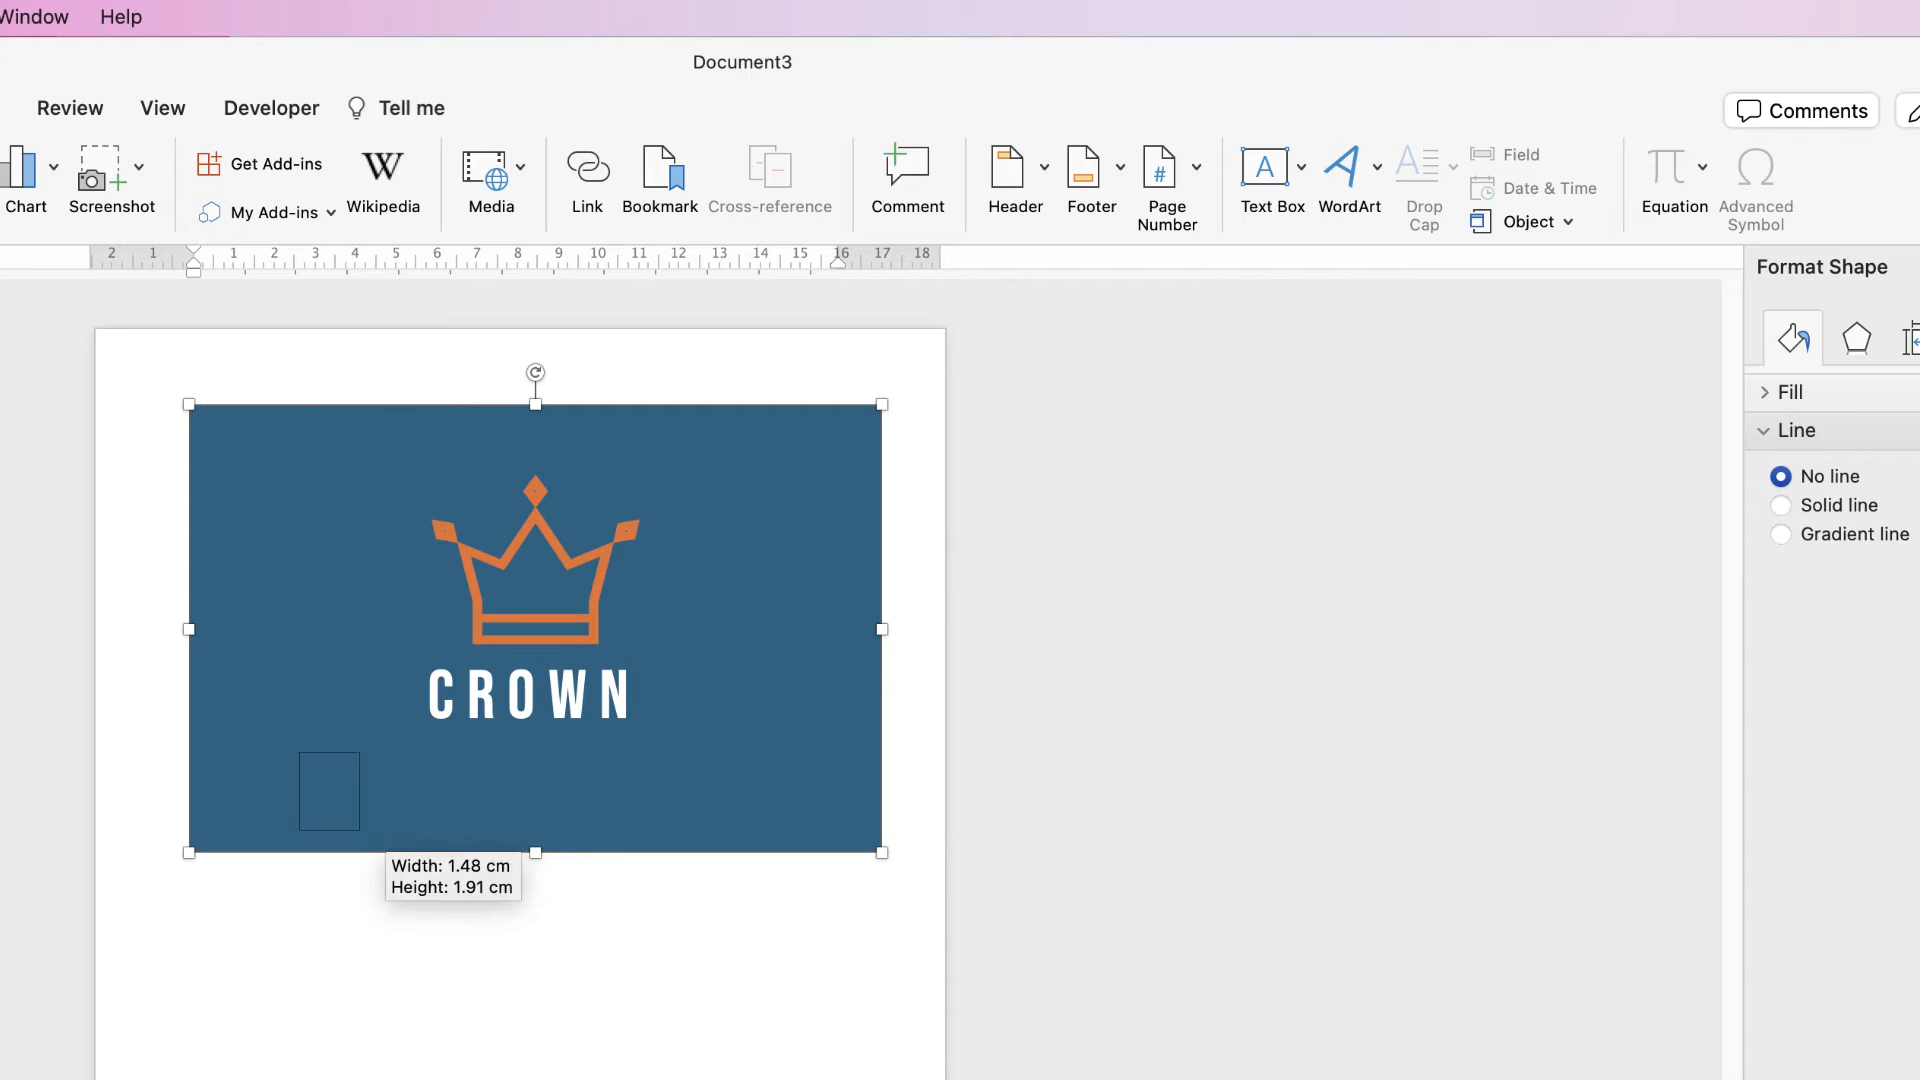 Window Help
Document3
Review View Developer Tell me
Comments
Chart
Screenshot
Get Add-ins
My Add-ins
Wikipedia
Media
Link
Bookmark
Cross-reference
Comment
Header
Footer
Page
Number
Text Box
WordArt
Drop
Cap
Field
Date & Time
Object
Equation
Advanced
Symbol
2 1 1 2 3 4 5 6 7 8 9 10 11 12 13 14 15 16 17 18
CROWN
Width: 1.48 cm
Height: 1.91 cm
Format Shape
Fill
Line
No line
Solid line
Gradient line